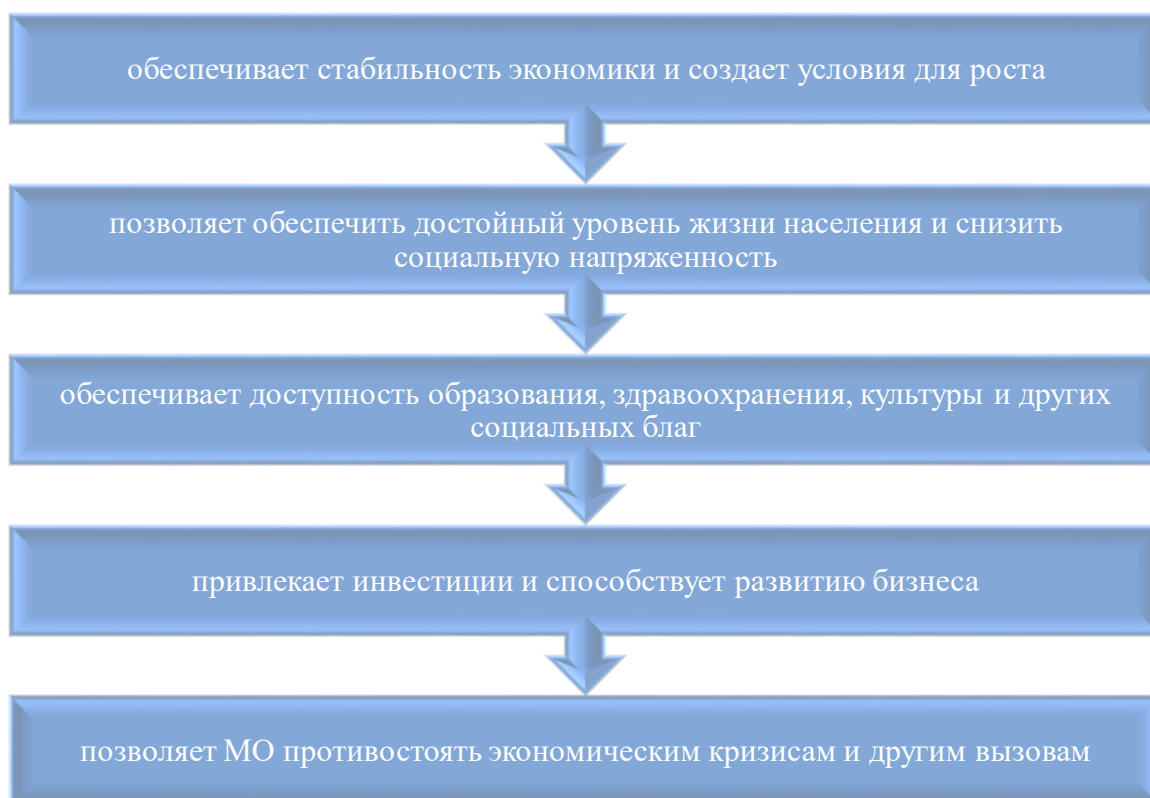 обеспечивает стабильность экономики и создает условия для роста
позволяет обеспечить достойный уровень жизни населения и снизить
социальную напряженность
обеспечивает доступность образования, здравоохранения, культуры и других
социальных благ
привлекает инвестиции и способствует развитию бизнеса
позволяет МО противостоять экономическим кризисам и другим вызовам